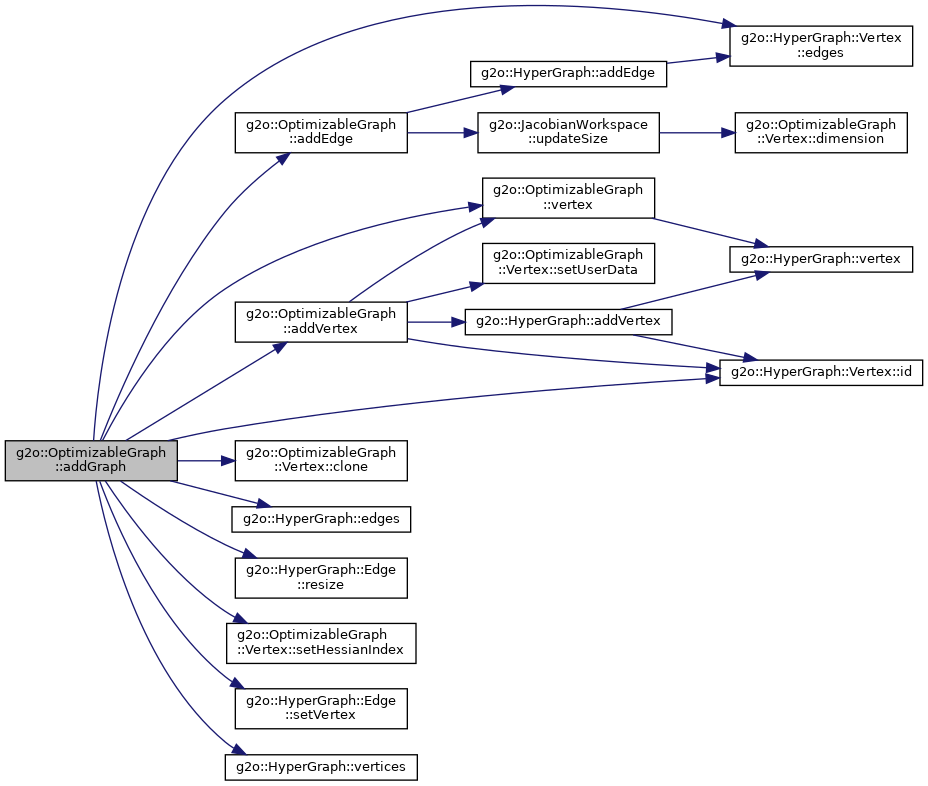 g2o::HyperGraph::Vertex
::edges
g2o::HyperGraph::addEdge
g2o::OptimizableGraph
::addEdge
g2o::JacobianWorkspace
::updateSize
g2o::OptimizableGraph
::Vertex::dimension
g2o::OptimizableGraph
::vertex
g2o::OptimizableGraph
::Vertex::setUserData
g2o::HyperGraph::vertex
g2o::OptimizableGraph
::addVertex
g2o::HyperGraph::addVertex
g2o::HyperGraph::Vertex::id
g2o::OptimizableGraph
::addGraph
g2o::OptimizableGraph
::Vertex::clone
g2o::HyperGraph::edges
g2o::HyperGraph::Edge
::resize
g2o::OptimizableGraph
::Vertex::setHessianIndex
g2o::HyperGraph::Edge
::setVertex
g2o::HyperGraph::vertices